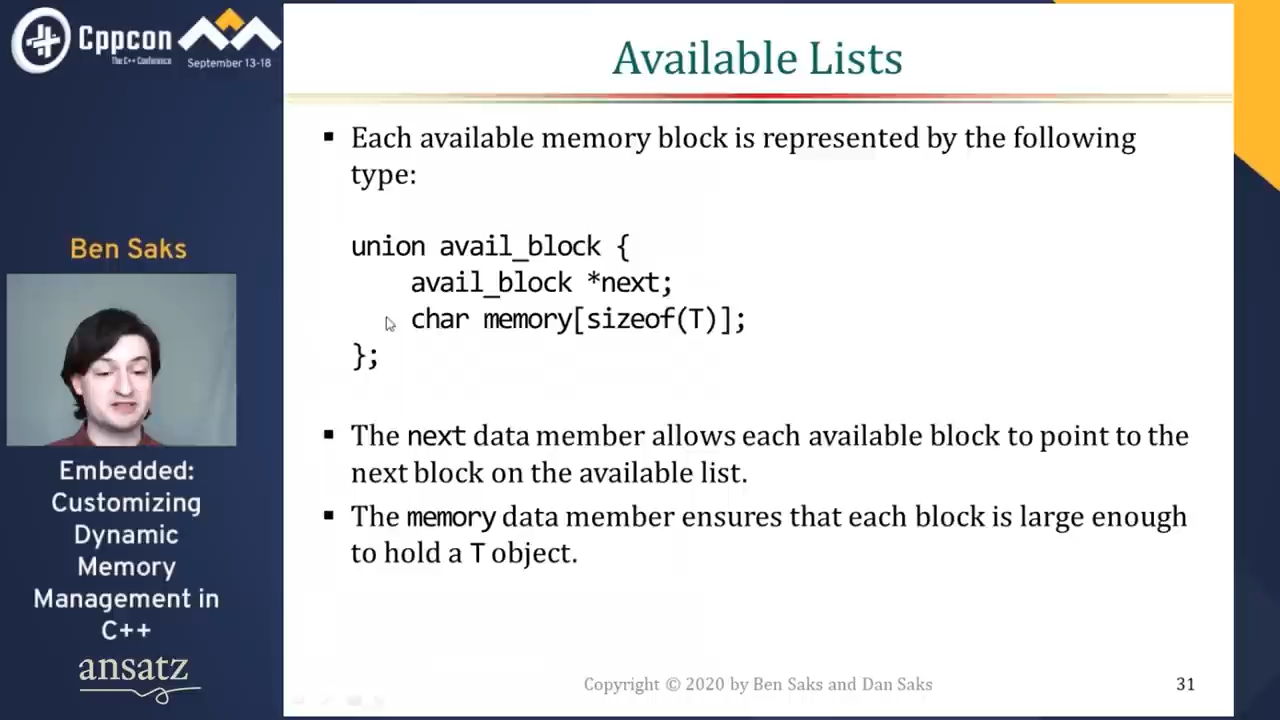 Cppcon
The C++ Conference
September 13-18
Ben Saks
Embedded:
Customizing
Dynamic
Memory
Management in
C++
ansatz
Available Lists
▪ Each available memory block is represented by the following
type:
union avail_block {
avail_block *next;
char memory[sizeof(T)];
};
▪ The next data member allows each available block to point to the
next block on the available list.
▪ The memory data member ensures that each block is large enough
to hold a T object.
Copyright © 2020 by Ben Saks and Dan Saks
31